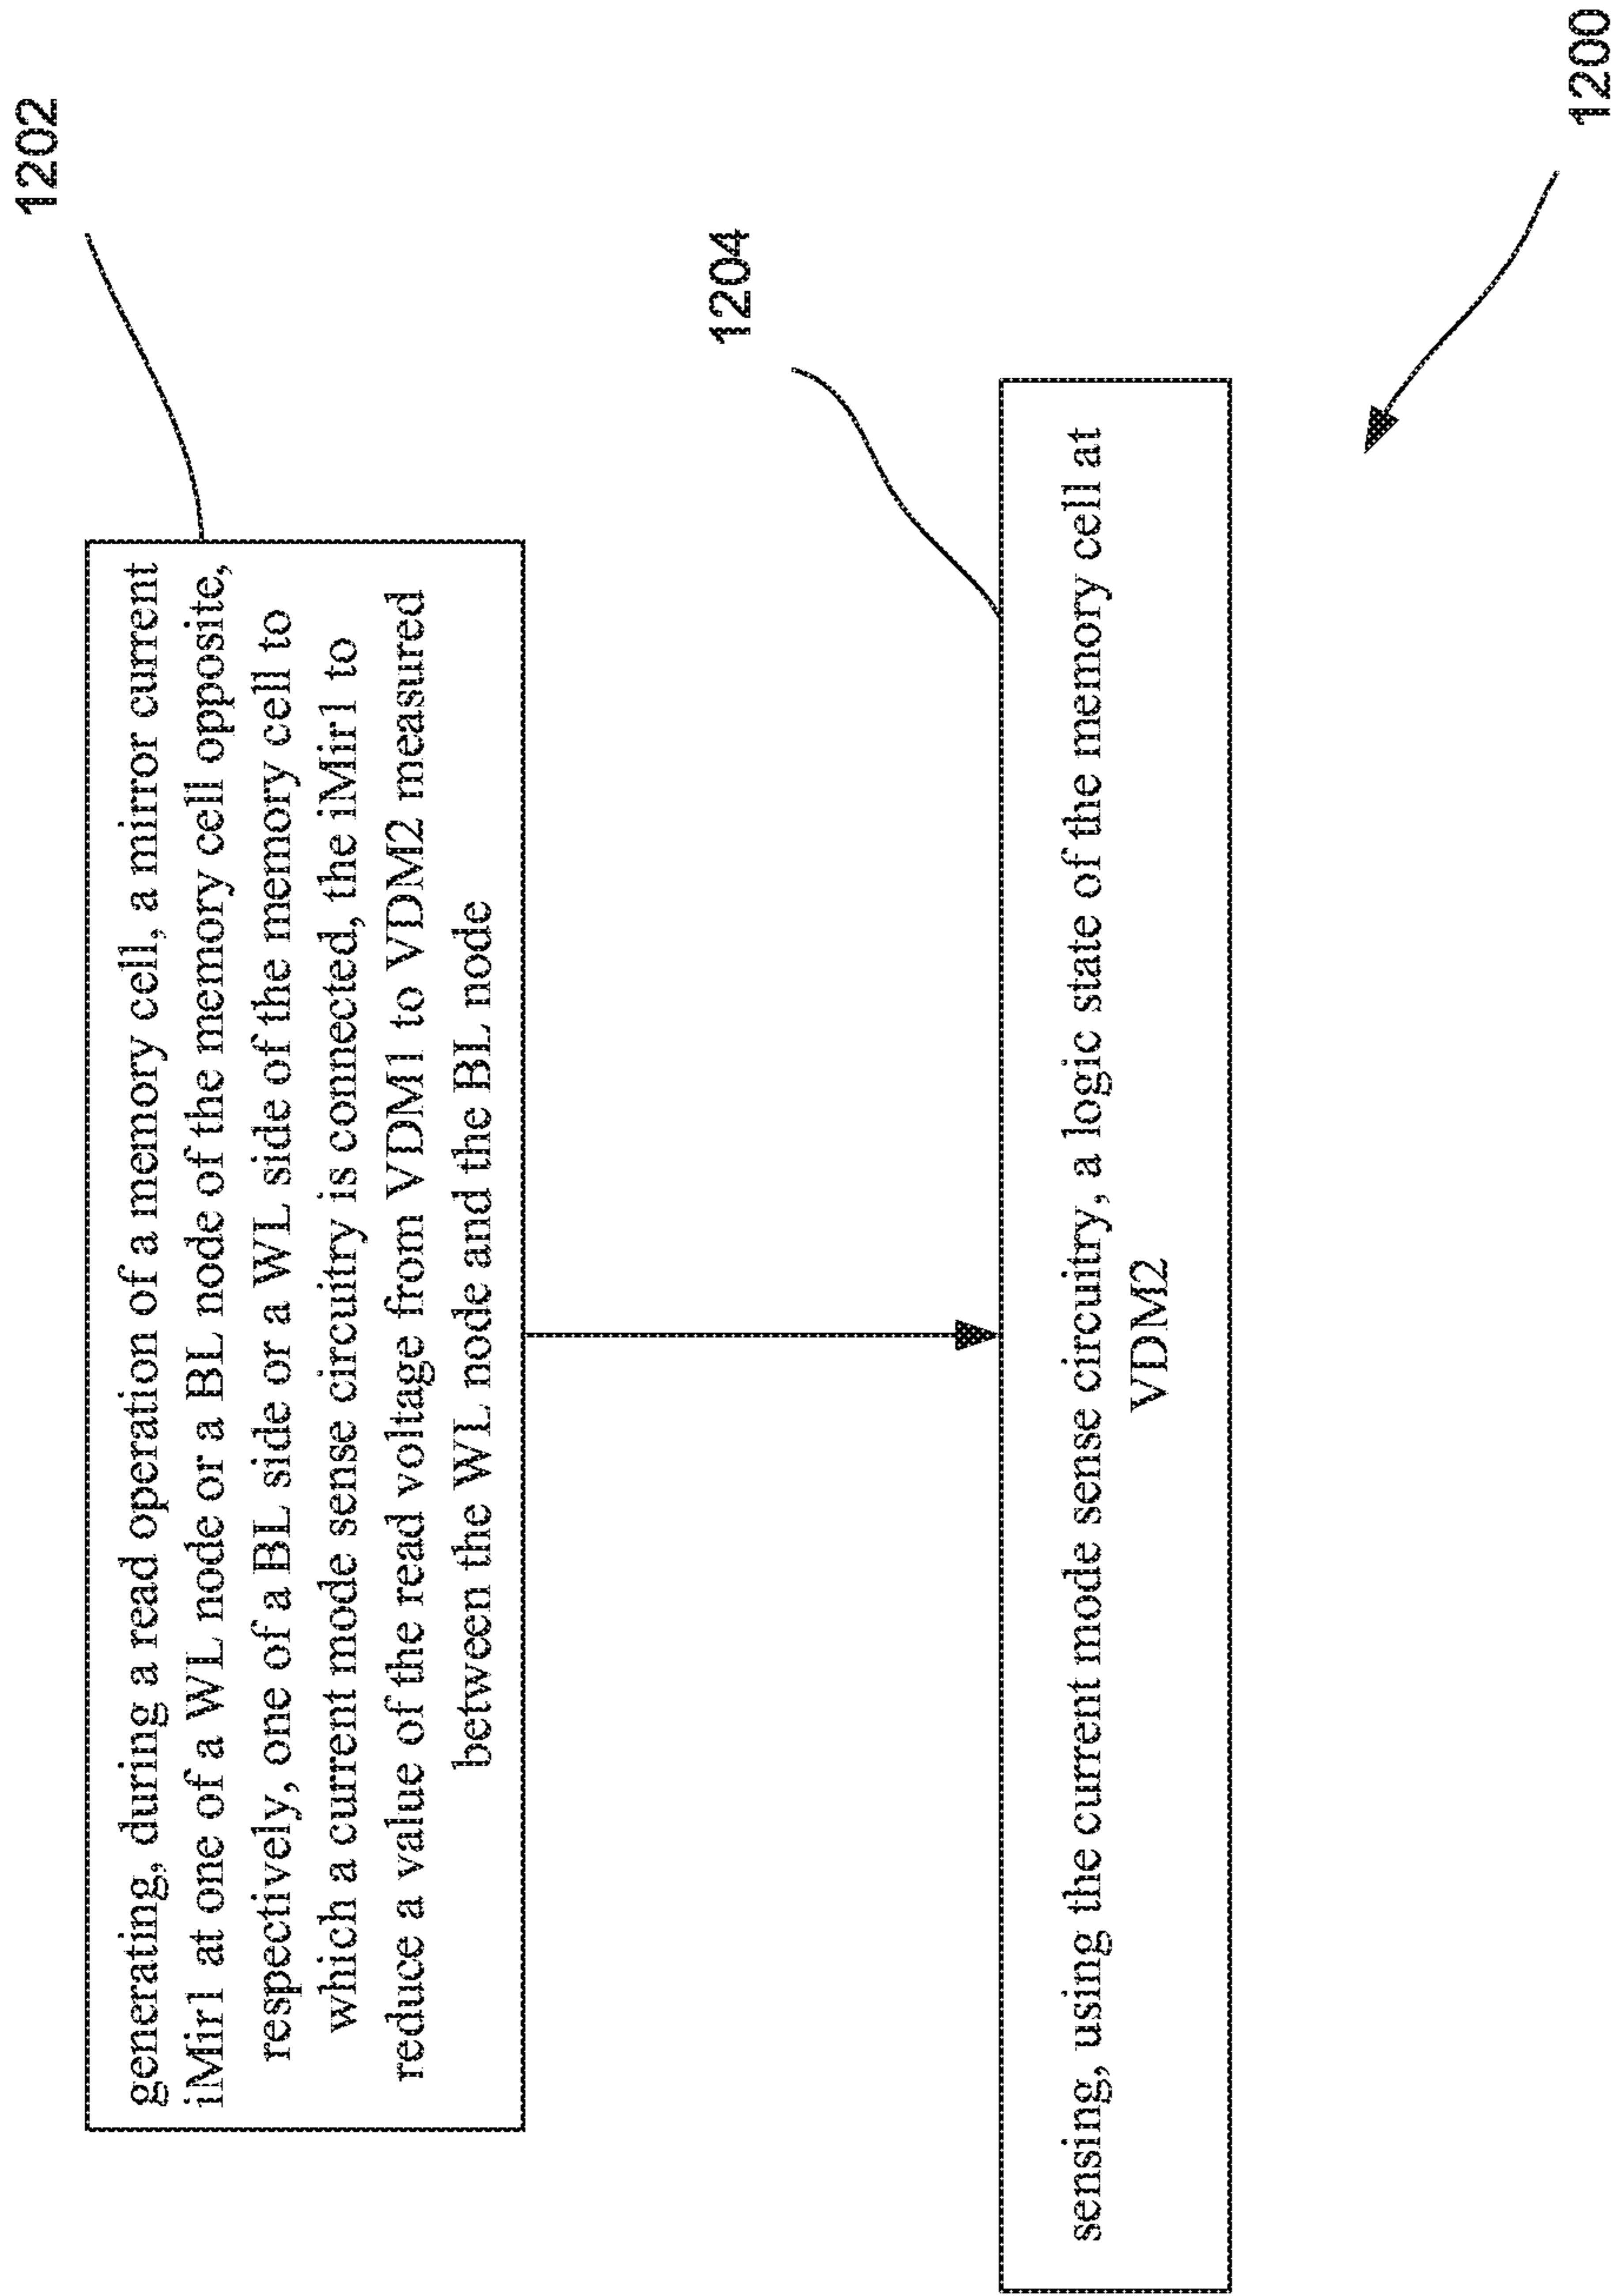 1202
generating, during a read operation of a memory cell, a mirror current
iMir1 at one of a WL node or a BL node of the memory cell opposite,
respectively, one of a BL side or a WL side of the memory cell to
which a current mode sense circuitry is connected, the iMir1 to
reduce a value of the read voltage from VDM1 to VDM2 measured
between the WL node and the BL node
1204
sensing, using the current mode sense circuitry, a logic state of the memory cell at
VDM2
1200